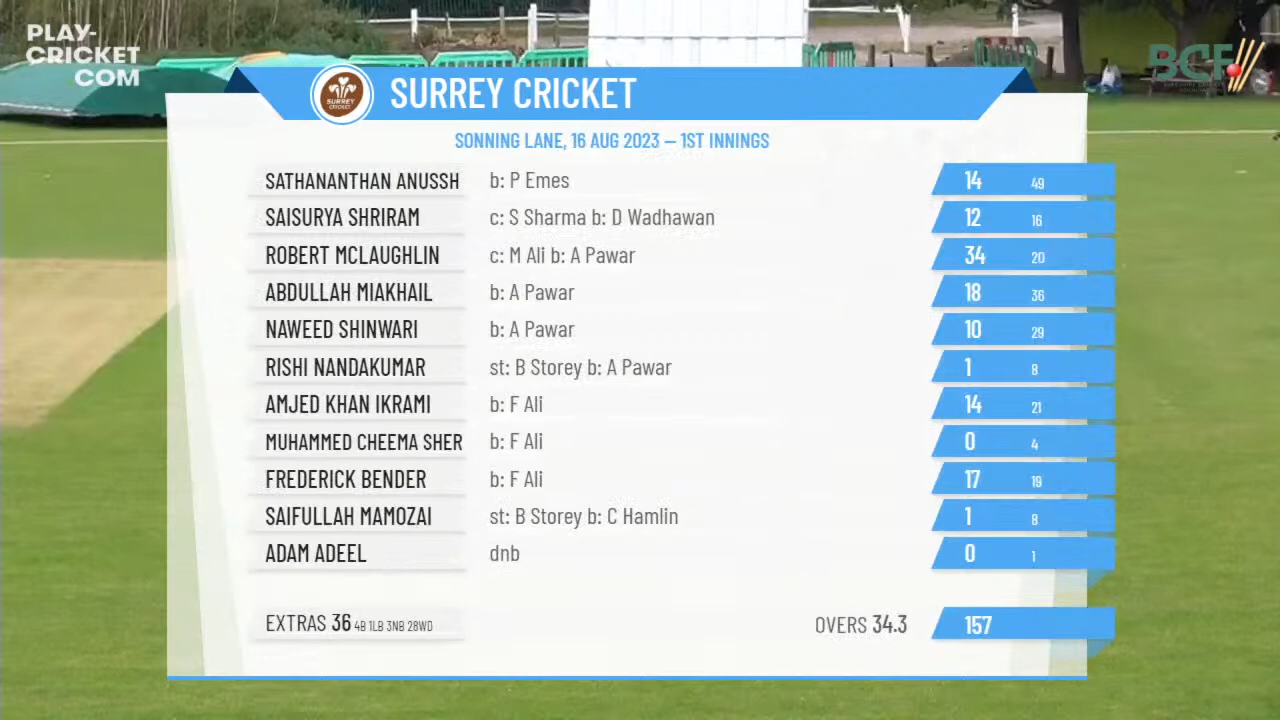 PLAY-
CRICKET
COM
BCF
SURREY CRICKET
SURREY
CRICKET
SONNING LANE, 16 AUG 2023 – 1ST INNINGS
SATHANANTHAN ANUSSH b: P Emes 14 49
SAISURYA SHRIRAM c: S Sharma b: D Wadhawan 12 16
ROBERT MCLAUGHLIN c: M Ali b: A Pawar 34 20
ABDULLAH MIAKHAIL b: A Pawar 18 36
NAWEED SHINWARI b: A Pawar 10 29
RISHI NANDAKUMAR st: B Storey b: A Pawar 1 8
AMJED KHAN IKRAMI b: F Ali 14 21
MUHAMMED CHEEMA SHER b: F Ali 0 4
FREDERICK BENDER b: F Ali 17 19
SAIFULLAH MAMOZAI st: B Storey b: C Hamlin 1 8
ADAM ADEEL dnb 0 1
EXTRAS 36 4B 1LB 3NB 28WD OVERS 34.3 157